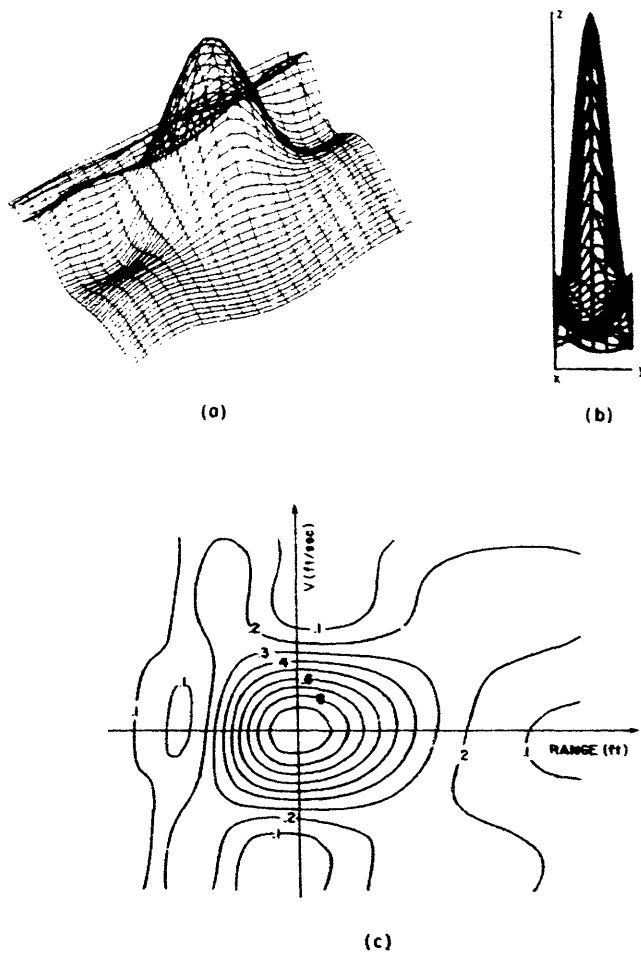 z
x
y
(a)
(b)
V (ft/sec)
.2
.1
.3
.4
.6
.8
.1
.1
RANGE (ft)
.2
.1
.2
.1
(c)